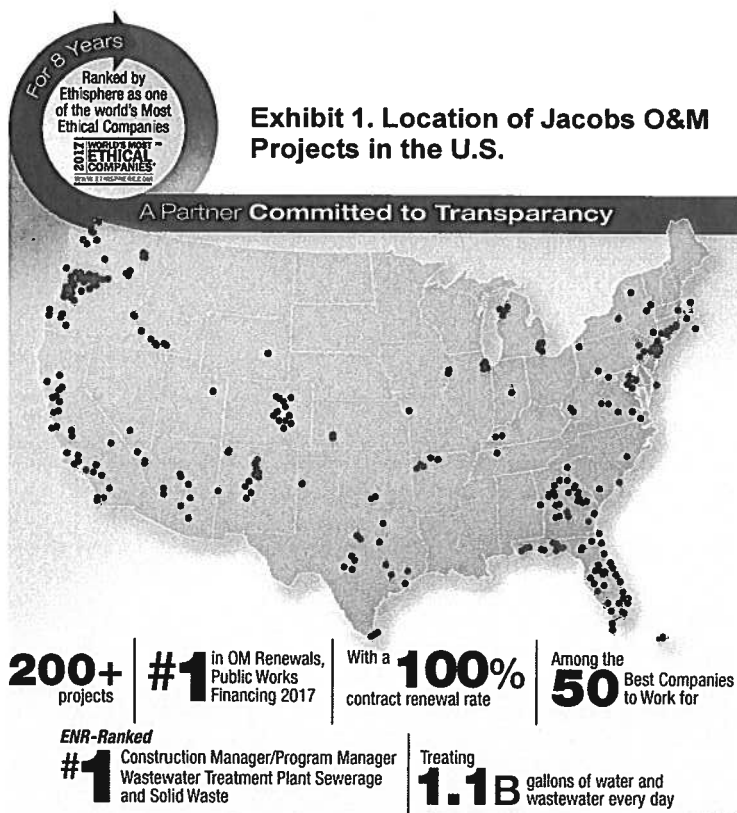 For 8 Years
Ranked by
Ethisphere as one
of the world's Most
Ethical Companies
2017 WORLD'S MOST
ETHICAL
COMPANIES
WWW.ETHISPHERE.COM
Exhibit 1. Location of Jacobs O&M
Projects in the U.S.
A Partner Committed to Transparancy
200+
projects
#1 in OM Renewals,
Public Works
Financing 2017
With a 100%
contract renewal rate
Among the
50 Best Companies
to Work for
ENR-Ranked
#1 Construction Manager/Program Manager
Wastewater Treatment Plant Sewerage
and Solid Waste
Treating
1.1B gallons of water and
wastewater every day